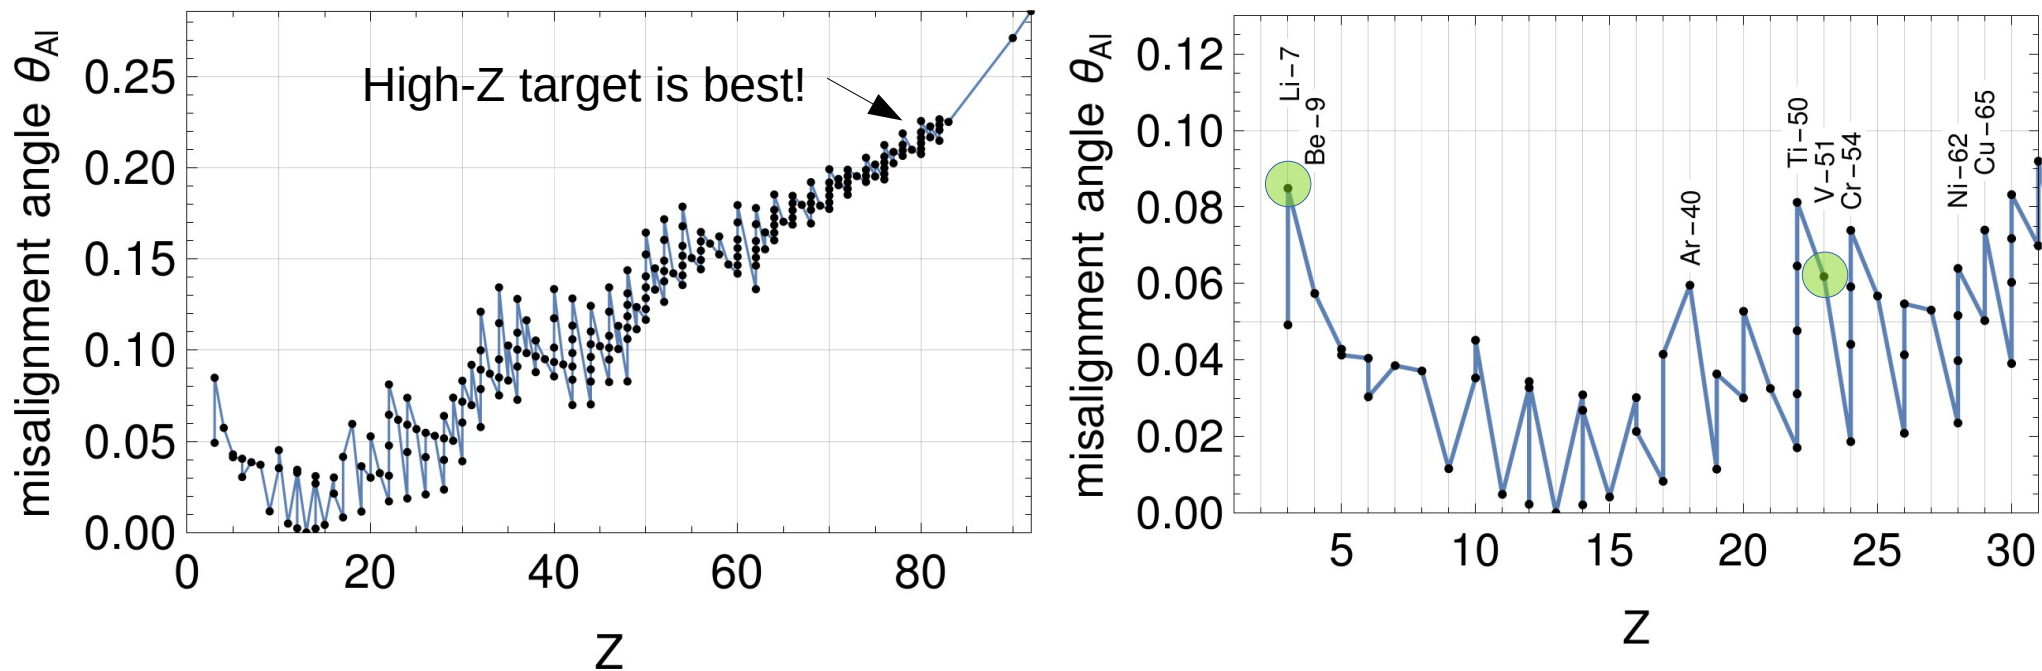 misalignment angle θAl
0.25
0.20
0.15
0.10
0.05
0.00
High-Z target is best!
0
20
40
60
80
Z
misalignment angle θAl
0.12
0.10
0.08
0.06
0.04
0.02
0.00
Li-7
Be-9
Ar-40
Ti-50
V-51
Cr-54
Ni-62
Cu-65
5
10
15
20
25
30
Z